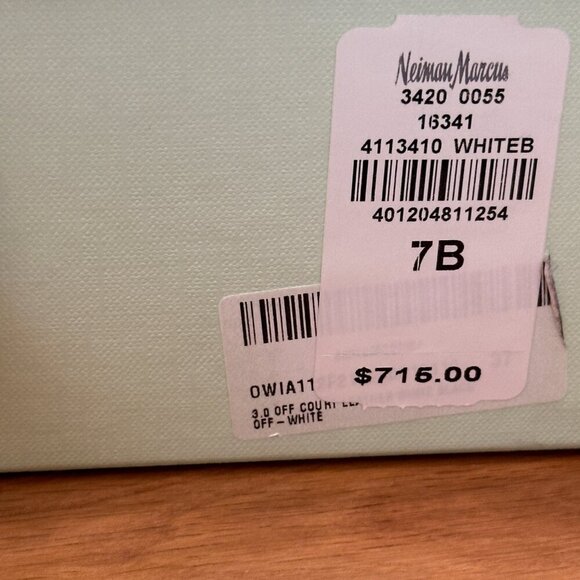 Neiman Marcus
3420 0055
16341
4113410 WHITEB
401204811254
7B
$715.00
OWIA11
3.0 OFF COURT
OFF-WHITE